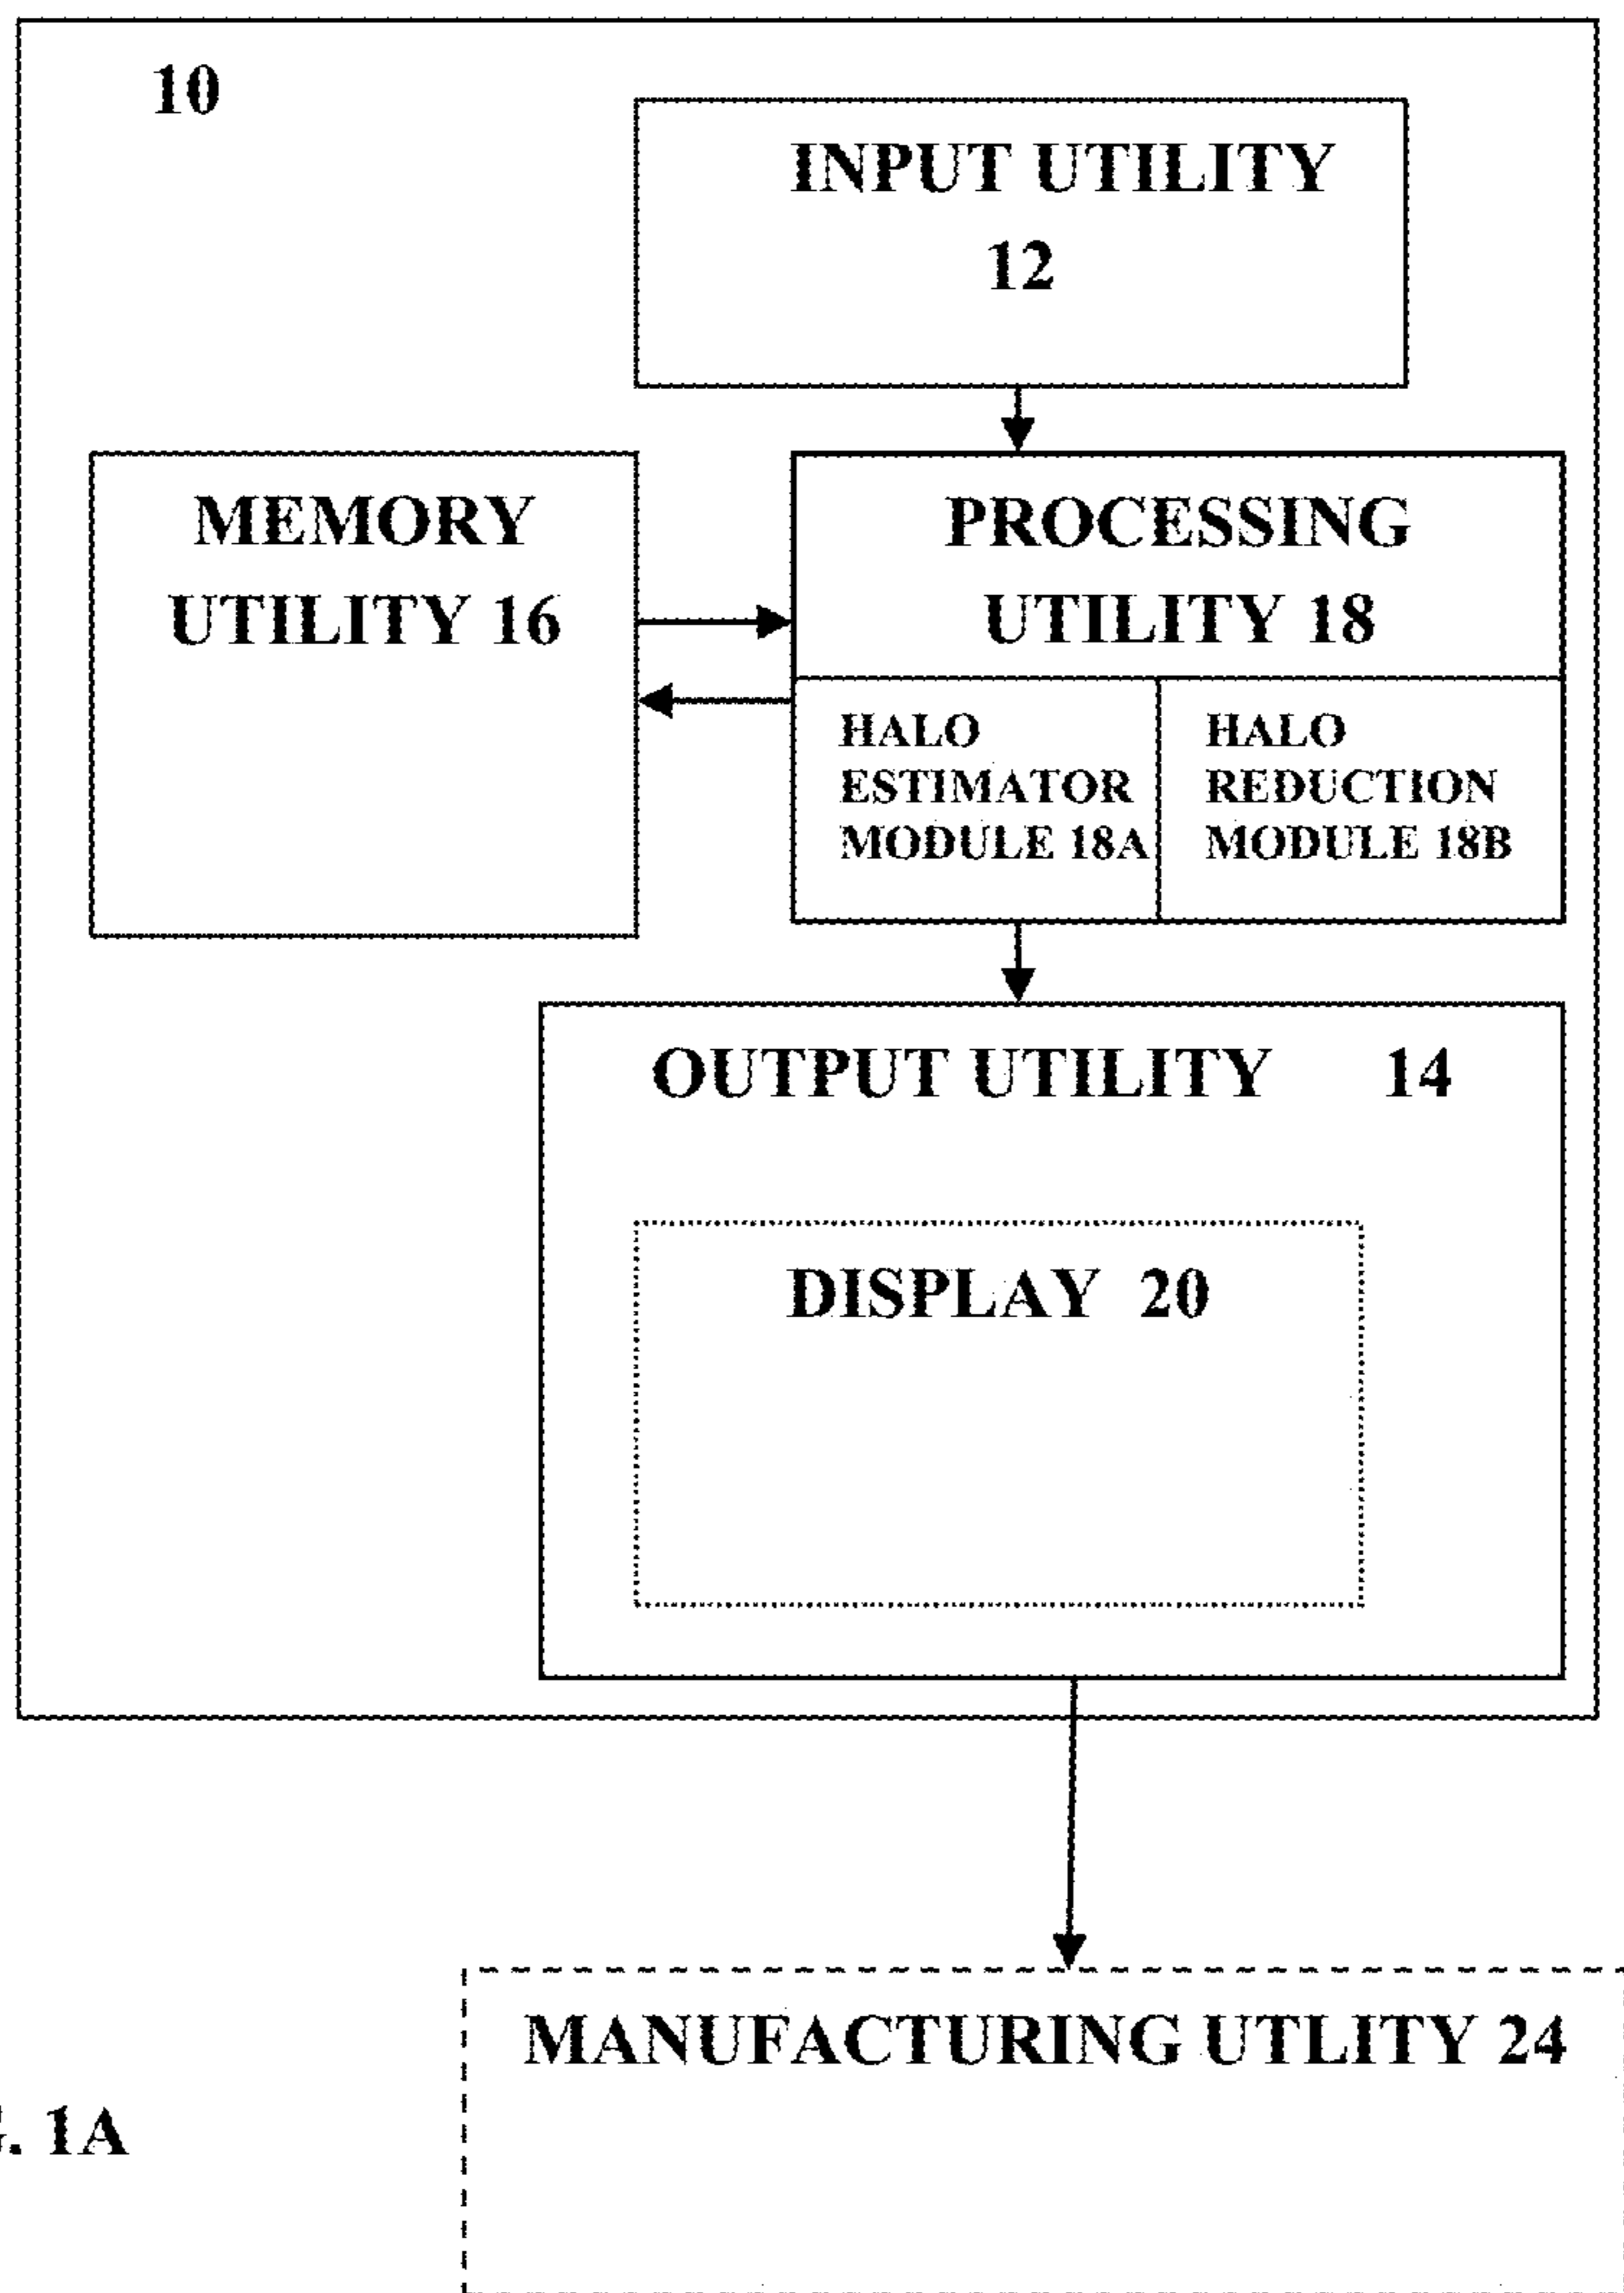 10
INPUT UTILITY
12
MEMORY
UTILITY 16
PROCESSING
UTILITY 18
HALO
ESTIMATOR
MODULE 18A
HALO
REDUCTION
MODULE 18B
OUTPUT UTILITY 14
DISPLAY 20
MANUFACTURING UTLITY 24
. 1A